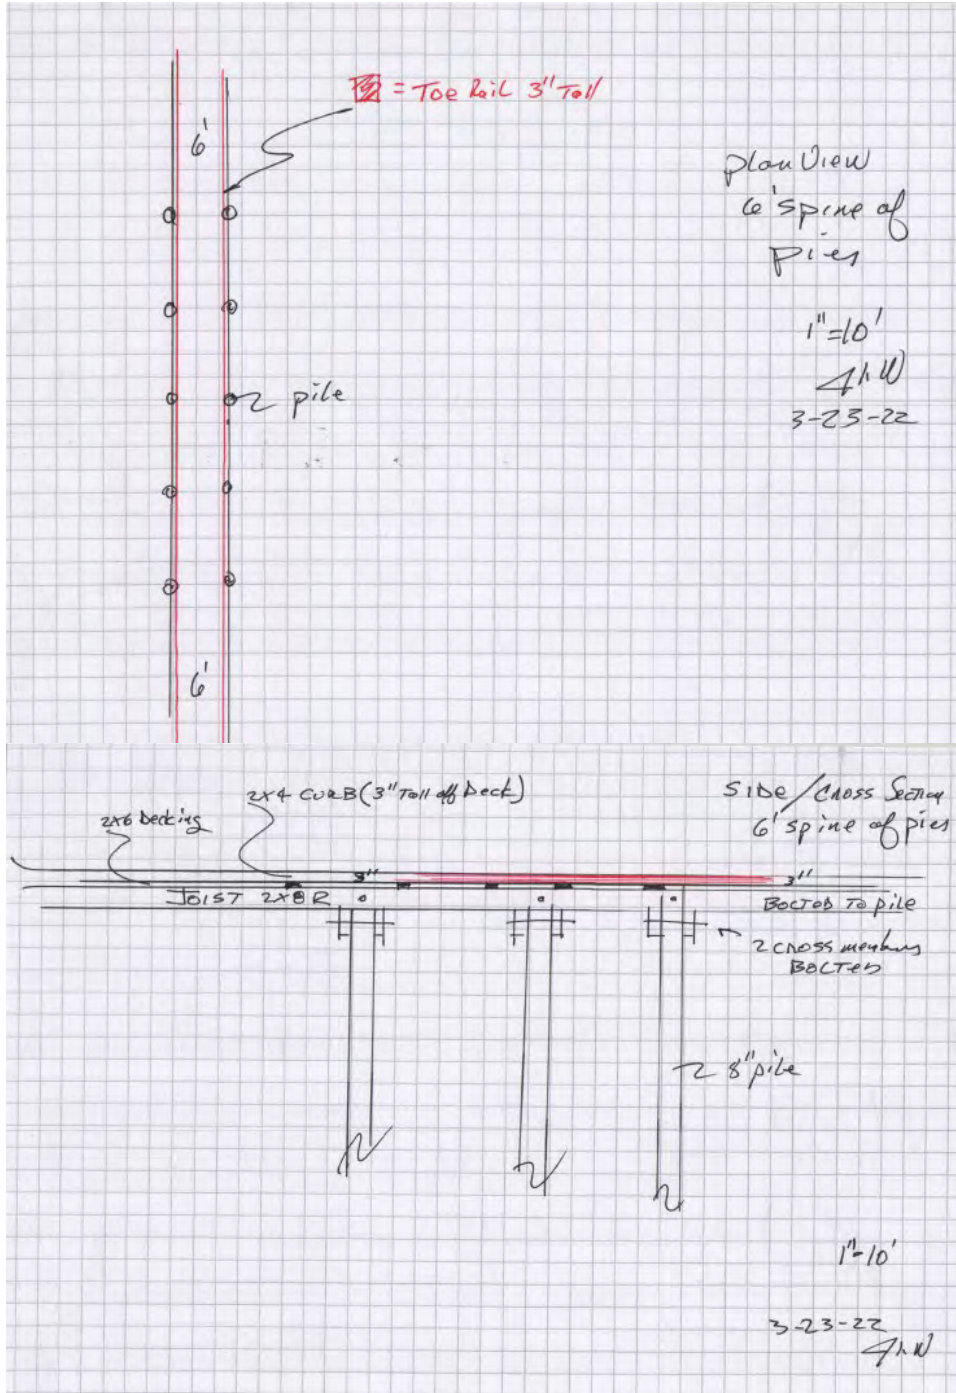 = Toe Rail 3" Tall
6'
plan View
6' spine of
pier
1"=10'
3-23-22
pile
6'
2x4 CURB (3" Tall off Deck)
2x6 Decking
SIDE / CROSS Section
6' spine of pier
3"
3"
JOIST 2x8
BOLTED To pile
2 CROSS members
BOLTED
8" pile
1"-10'
3-23-22